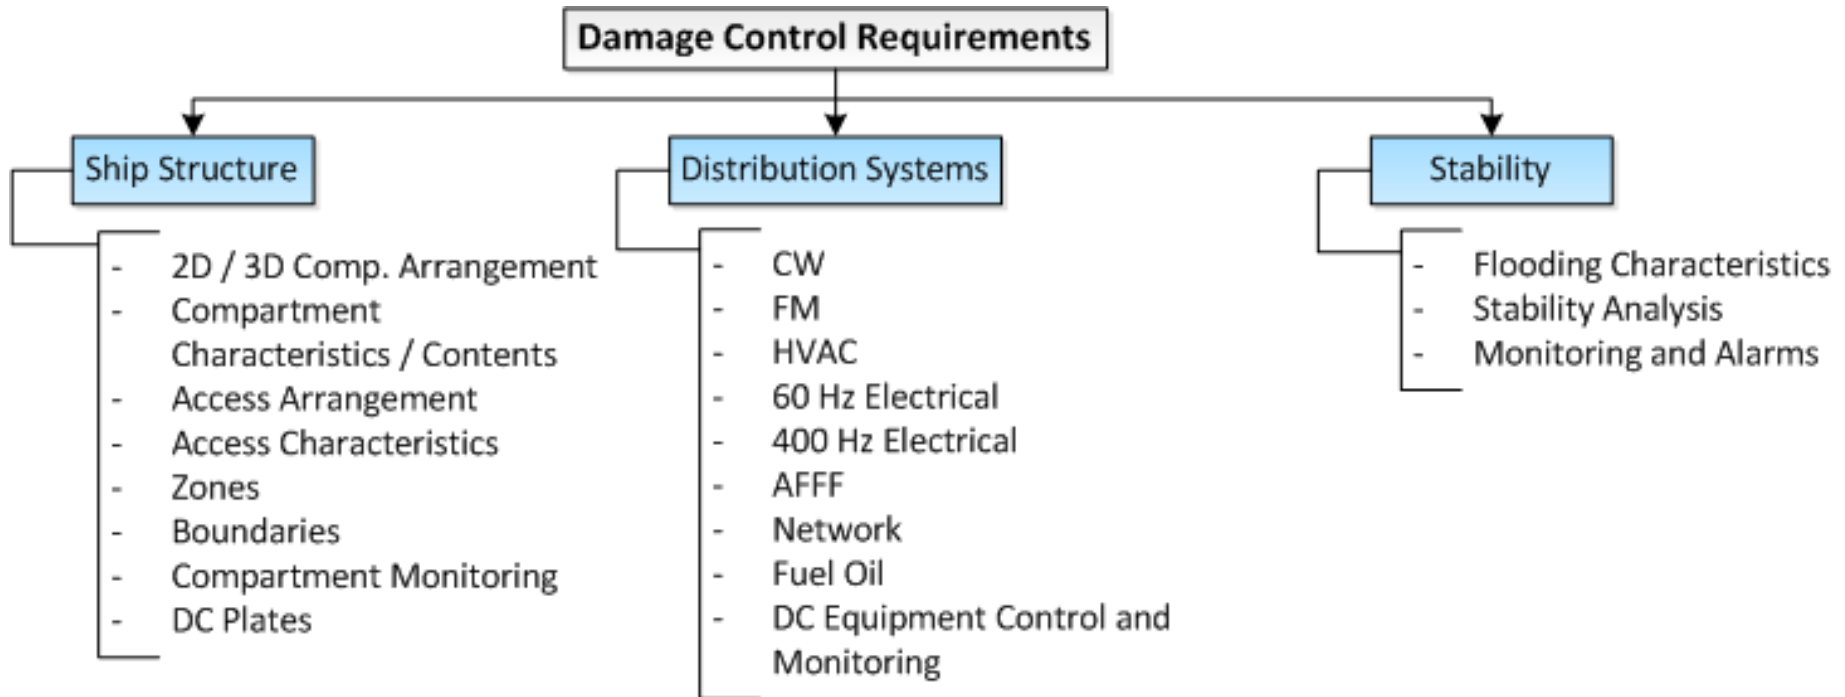 Damage Control Requirements
Ship Structure
- 2D / 3D Comp. Arrangement
- Compartment
Characteristics / Contents
- Access Arrangement
- Access Characteristics
- Zones
- Boundaries
- Compartment Monitoring
- DC Plates
Distribution Systems
- CW
- FM
- HVAC
- 60 Hz Electrical
- 400 Hz Electrical
- AFFF
- Network
- Fuel Oil
- DC Equipment Control and
Monitoring
Stability
- Flooding Characteristics
- Stability Analysis
- Monitoring and Alarms